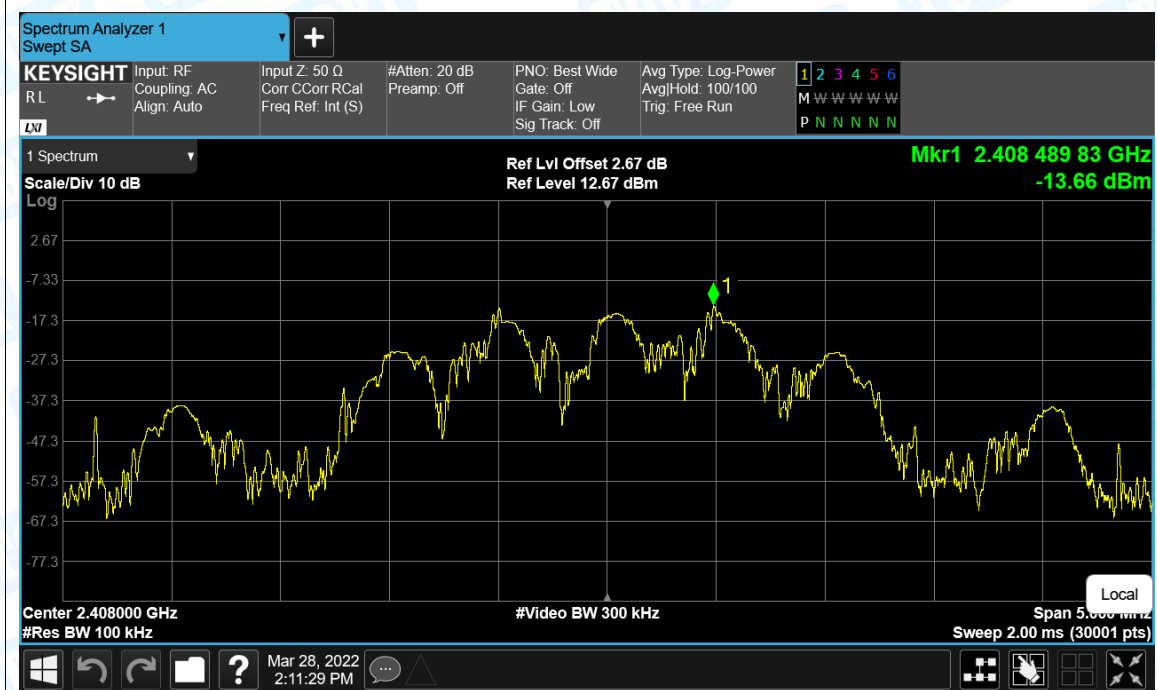 Spectrum Analyzer 1
Swept SA
KEYSIGHT
R L
LXI
Input: RF
Coupling: AC
Align: Auto
Input Z: 50 Ω
Corr CCorr RCal
Freq Ref: Int (S)
#Atten: 20 dB
Preamp: Off
PNO: Best Wide
Gate: Off
IF Gain: Low
Sig Track: Off
Avg Type: Log-Power
Avg|Hold: 100/100
Trig: Free Run
1 2 3 4 5 6
M W W W W W
P N N N N N
1 Spectrum
Scale/Div 10 dB
Ref Lvl Offset 2.67 dB
Ref Level 12.67 dBm
Mkr1 2.408 489 83 GHz
-13.66 dBm
Log
2.67
-7.33
-17.3
-27.3
-37.3
-47.3
-57.3
-67.3
-77.3
1
Local
Center 2.408000 GHz
#Video BW 300 kHz
Span 5.000 MHz
#Res BW 100 kHz
Sweep 2.00 ms (30001 pts)
?
Mar 28, 2022
2:11:29 PM